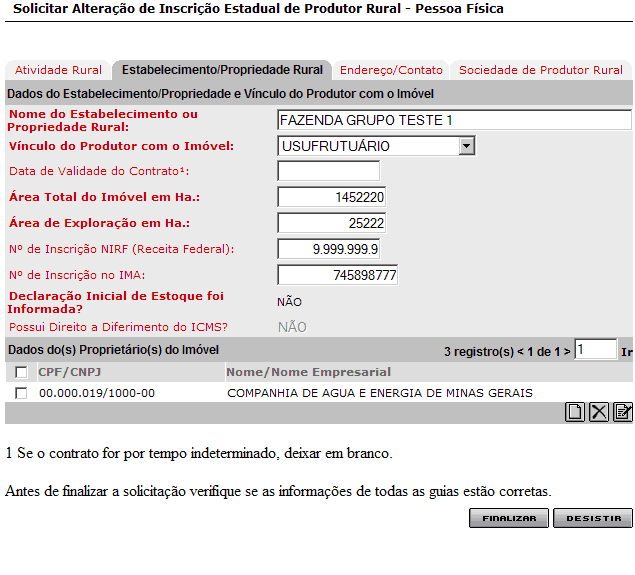 Solicitar Alteração de Inscrição Estadual de Produtor Rural - Pessoa Física
Atividade Rural Estabelecimento/Propriedade Rural Endereço/Contato Sociedade de Produtor Rural
Dados do Estabelecimento/Propriedade e Vínculo do Produtor com o Imóvel
Nome do Estabelecimento ou
Propriedade Rural: FAZENDA GRUPO TESTE 1
Vínculo do Produtor com o Imóvel: USUFRUTUÁRIO
Data de Validade do Contrato¹:
Área Total do Imóvel em Ha.: 1452220
Área de Exploração em Ha.: 25222
Nº de Inscrição NIRF (Receita Federal): 9.999.999.9
Nº de Inscrição no IMA: 745898777
Declaração Inicial de Estoque foi
Informada? NÃO
Possui Direito a Diferimento do ICMS? NÃO
Dados do(s) Proprietário(s) do Imóvel 3 registro(s) < 1 de 1 > 1 Ir
CPF/CNPJ Nome/Nome Empresarial
00.000.019/1000-00 COMPANHIA DE AGUA E ENERGIA DE MINAS GERAIS
1 Se o contrato for por tempo indeterminado, deixar em branco.
Antes de finalizar a solicitação verifique se as informações de todas as guias estão corretas.
FINALIZAR DESISTIR